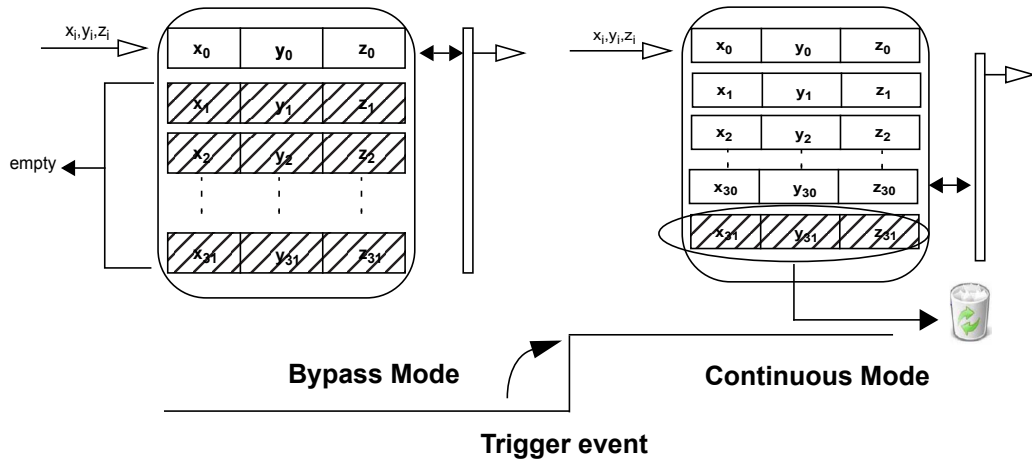 xi,yi,zi
x0 y0 z0
x1 y1 z1
x2 y2 z2
x31 y31 z31
empty
xi,yi,zi
x0 y0 z0
x1 y1 z1
x2 y2 z2
x30 y30 z30
x31 y31 z31
Bypass Mode
Continuous Mode
Trigger event